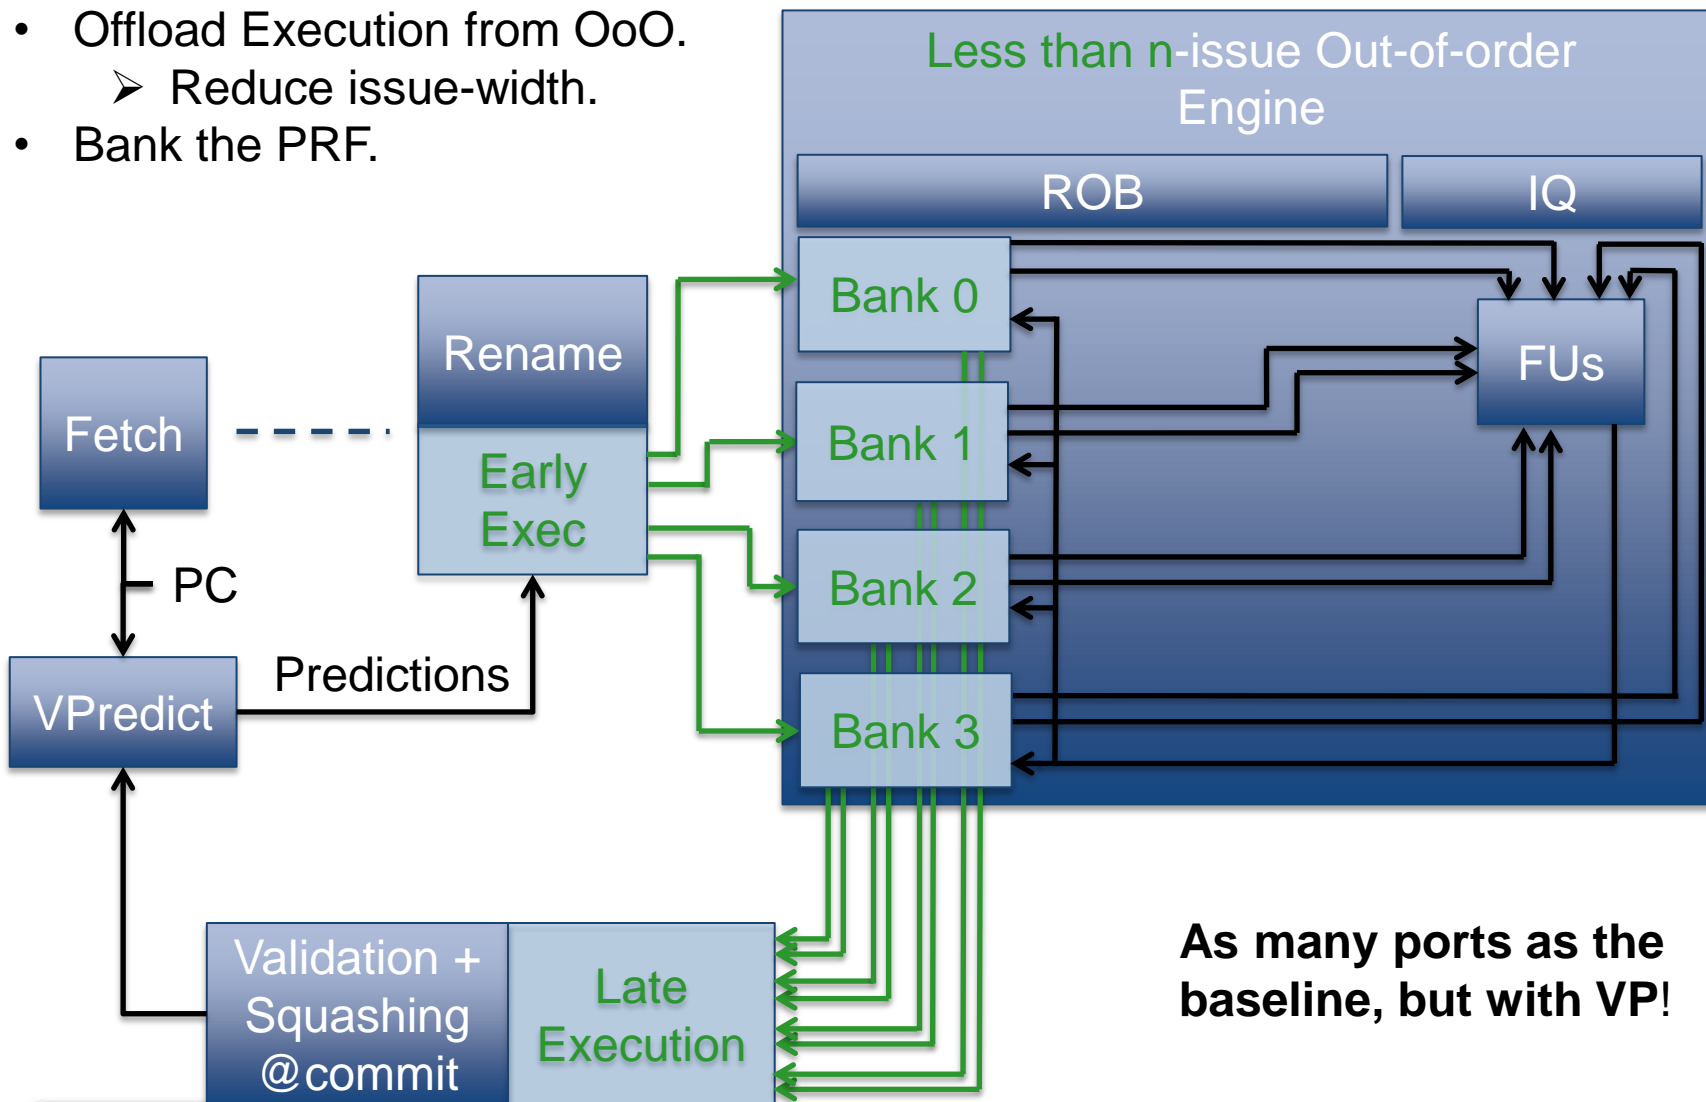 • Offload Execution from OoO.
➢ Reduce issue-width.
• Bank the PRF.
Less than n-issue Out-of-order
Engine
ROB
IQ
Bank 0
Rename
FUs
Fetch
Bank 1
Early
Exec
Bank 2
PC
Predictions
VPredict
Bank 3
Validation +
Squashing
@commit
Late
Execution
As many ports as the
baseline, but with VP!